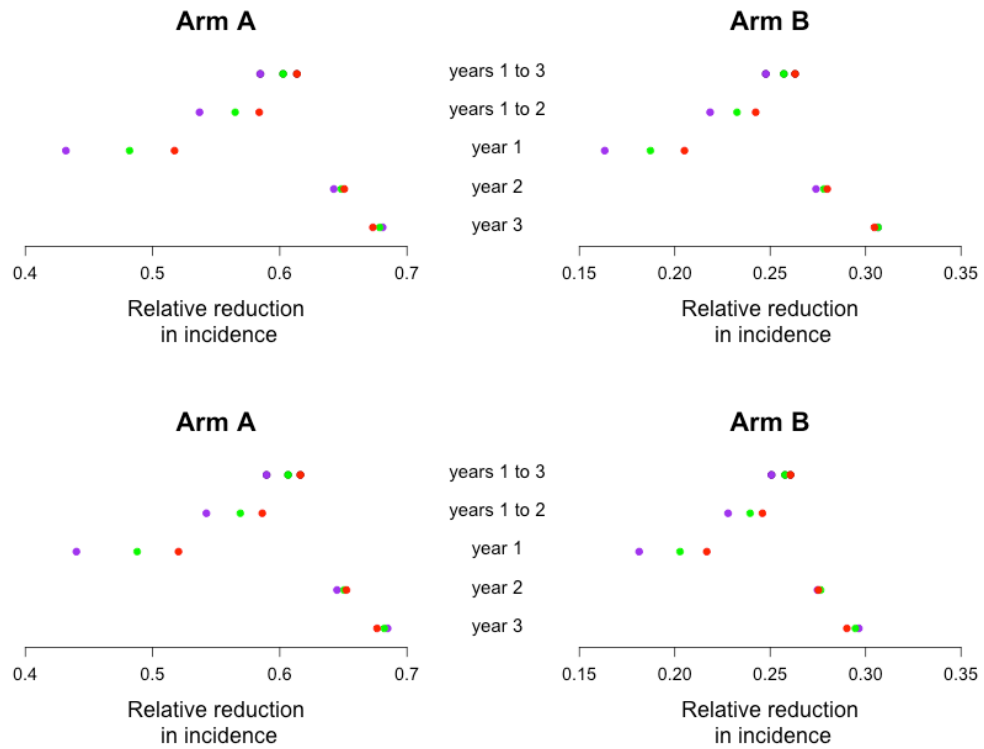 Arm A
Arm B
years 1 to 3
years 1 to 2
year 1
year 2
year 3
0.4 0.5 0.6 0.7
0.15 0.20 0.25 0.30 0.35
Relative reduction
in incidence
Relative reduction
in incidence
Arm A
Arm B
years 1 to 3
years 1 to 2
year 1
year 2
year 3
0.4 0.5 0.6 0.7
0.15 0.20 0.25 0.30 0.35
Relative reduction
in incidence
Relative reduction
in incidence